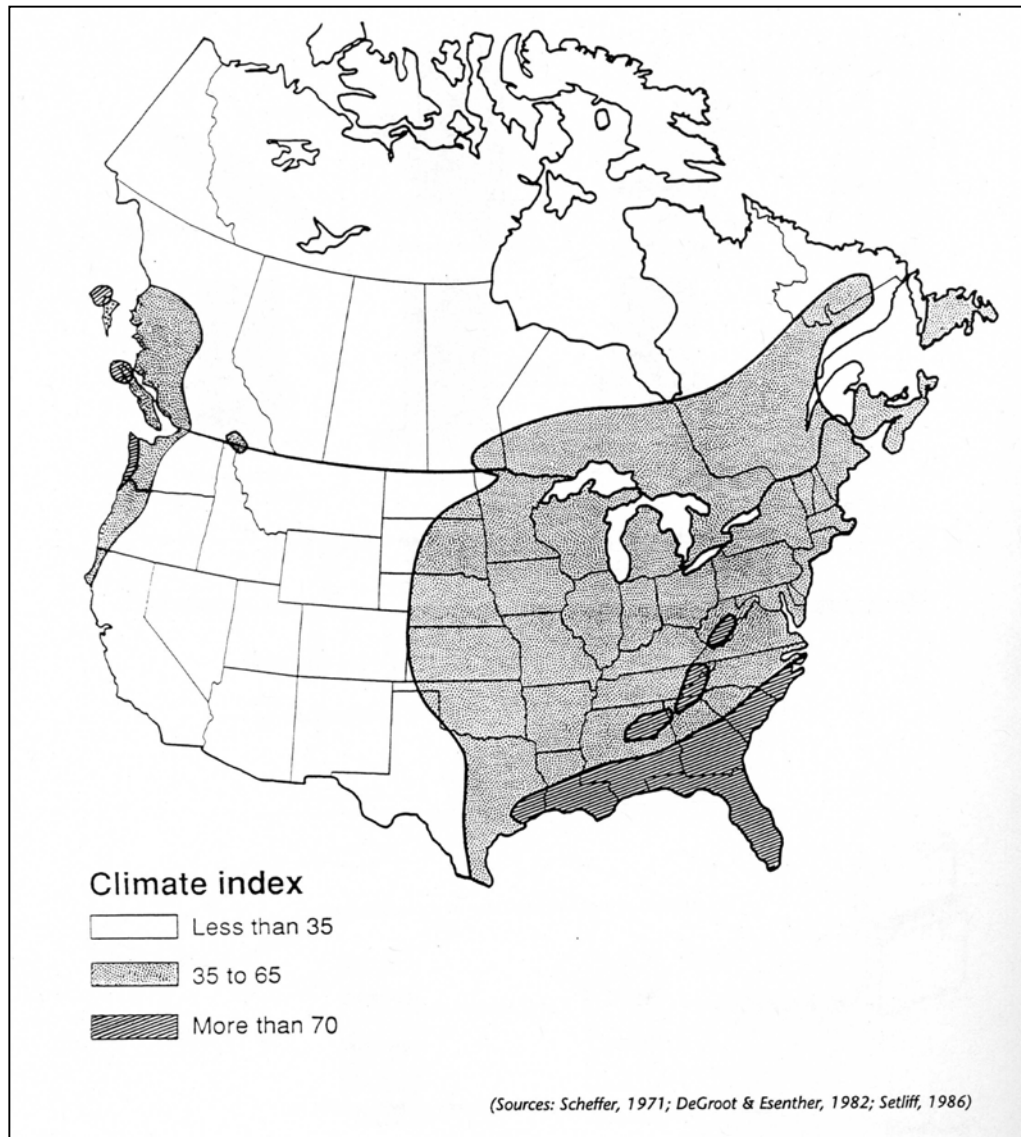 Climate index
Less than 35
35 to 65
More than 70
(Sources: Scheffer, 1971; DeGroot & Esenther, 1982; Setliff, 1986)